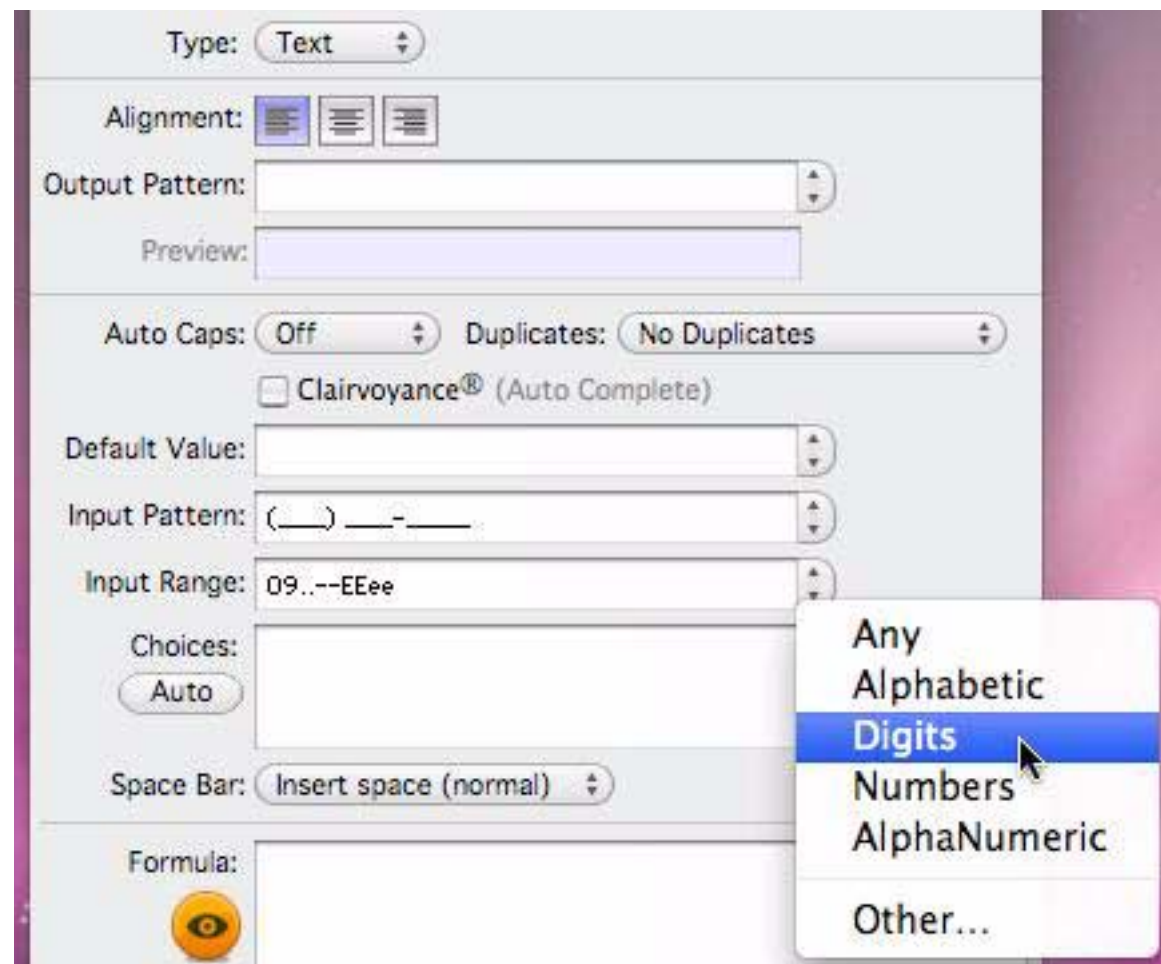 Type: Text
Alignment:
Output Pattern:
Preview:
Auto Caps: Off Duplicates: No Duplicates
Clairvoyance® (Auto Complete)
Default Value:
Input Pattern: (___) ___-____
Input Range: 09..--EEee
Choices:
Auto
Space Bar: Insert space (normal)
Formula:
Any
Alphabetic
Digits
Numbers
AlphaNumeric
Other...